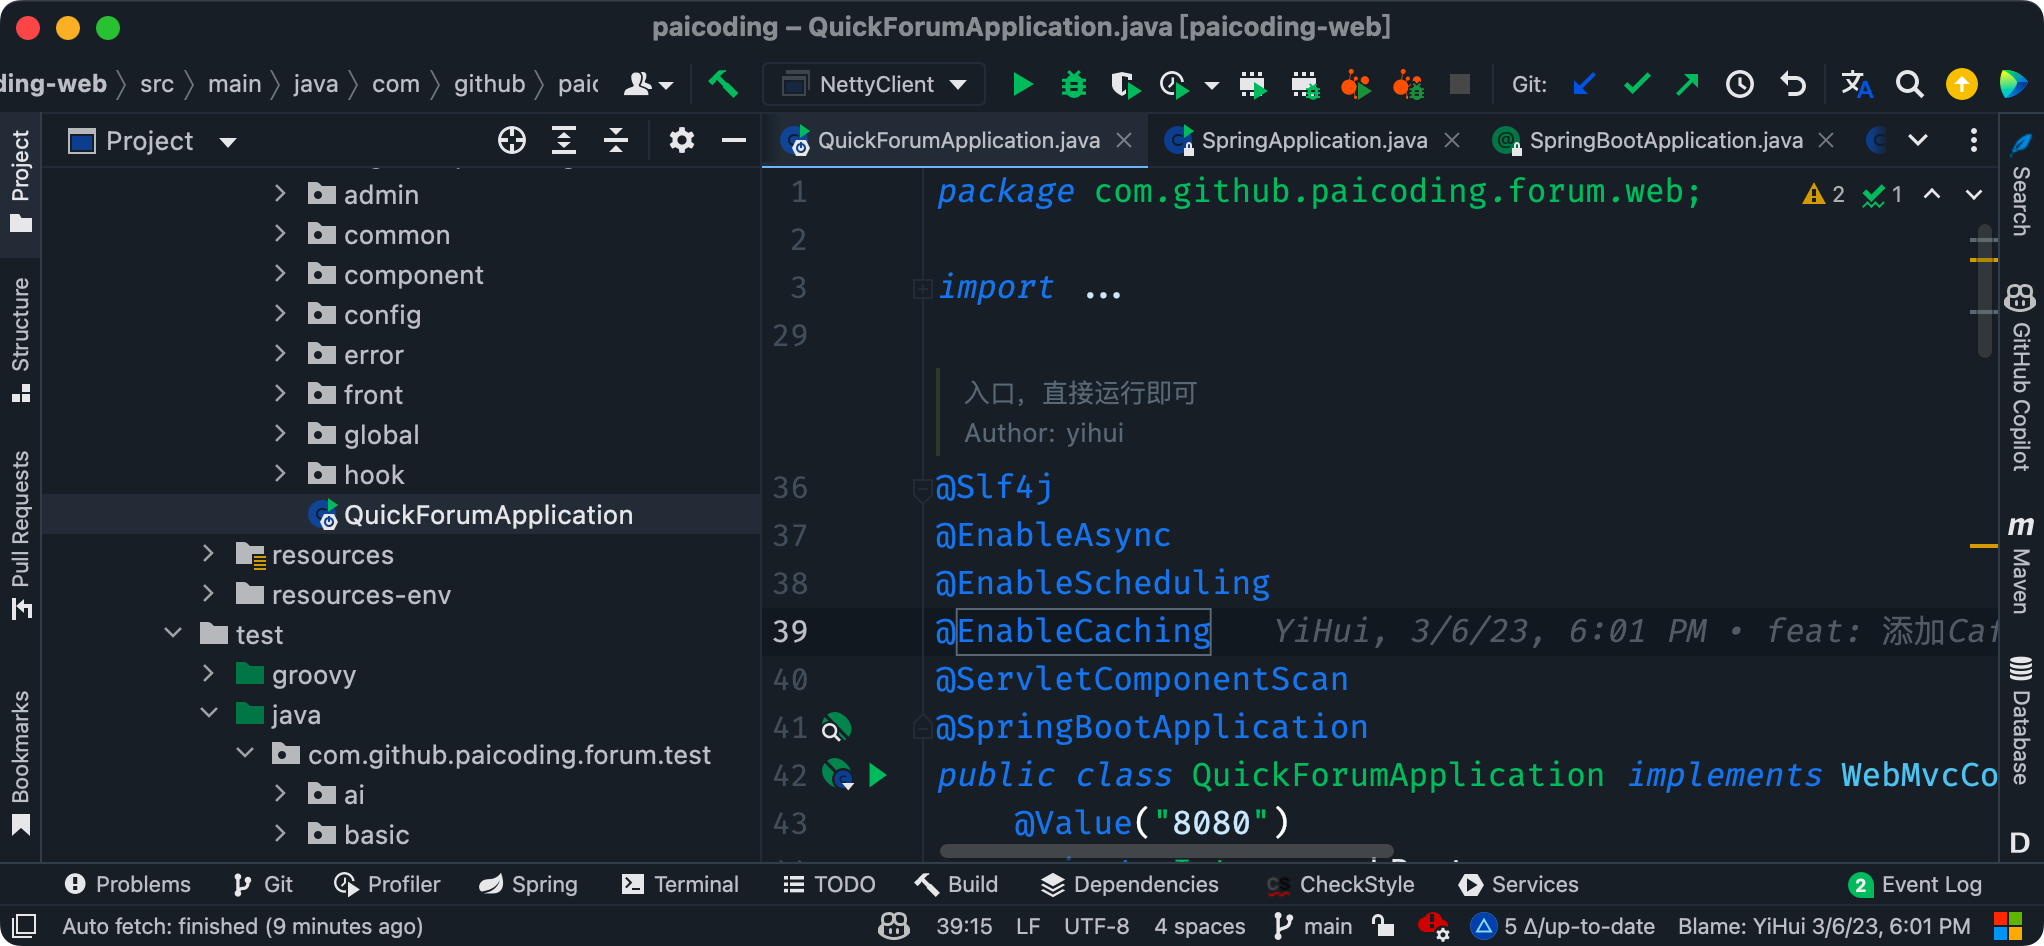 paicoding – QuickForumApplication.java [paicoding-web]
ding-web 〉 src 〉 main 〉 java 〉 com 〉 github 〉 paic
NettyClient
Git:
Project
QuickForumApplication.java
SpringApplication.java
SpringBootApplication.java
Project
Structure
Pull Requests
Bookmarks
admin
common
component
config
error
front
global
hook
QuickForumApplication
resources
resources-env
test
groovy
java
com.github.paicoding.forum.test
ai
basic
2 1
1 package com.github.paicoding.forum.web;
2
3 import ...
29
入口，直接运行即可
Author: yihui
36 @Slf4j
37 @EnableAsync
38 @EnableScheduling
39 @EnableCaching YiHui, 3/6/23, 6:01 PM • feat: 添加Caf
40 @ServletComponentScan
41 @SpringBootApplication
42 public class QuickForumApplication implements WebMvcCo
43 @Value("8080")
Search
GitHub Copilot
m Maven
Database
D
Problems Git Profiler Spring Terminal TODO Build Dependencies CheckStyle Services 2 Event Log
Auto fetch: finished (9 minutes ago) 39:15 LF UTF-8 4 spaces main 5 Δ/up-to-date Blame: YiHui 3/6/23, 6:01 PM